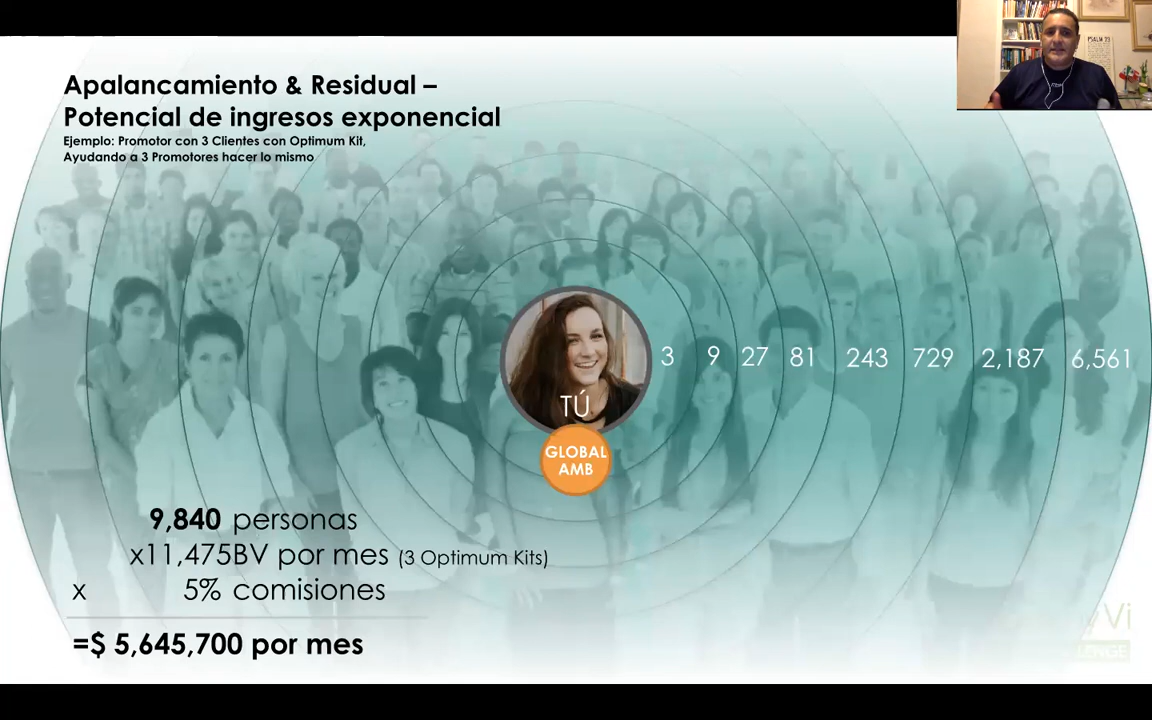 Apalancamiento & Residual –
Potencial de ingresos exponencial
Ejemplo: Promotor con 3 Clientes con Optimum Kit,
Ayudando a 3 Promotores hacer lo mismo
PSALM 23
3 9 27 81 243 729 2,187 6,561
TÚ
GLOBAL
AMB
9,840 personas
x11,475BV por mes (3 Optimum Kits)
x 5% comisiones
=$ 5,645,700 por mes